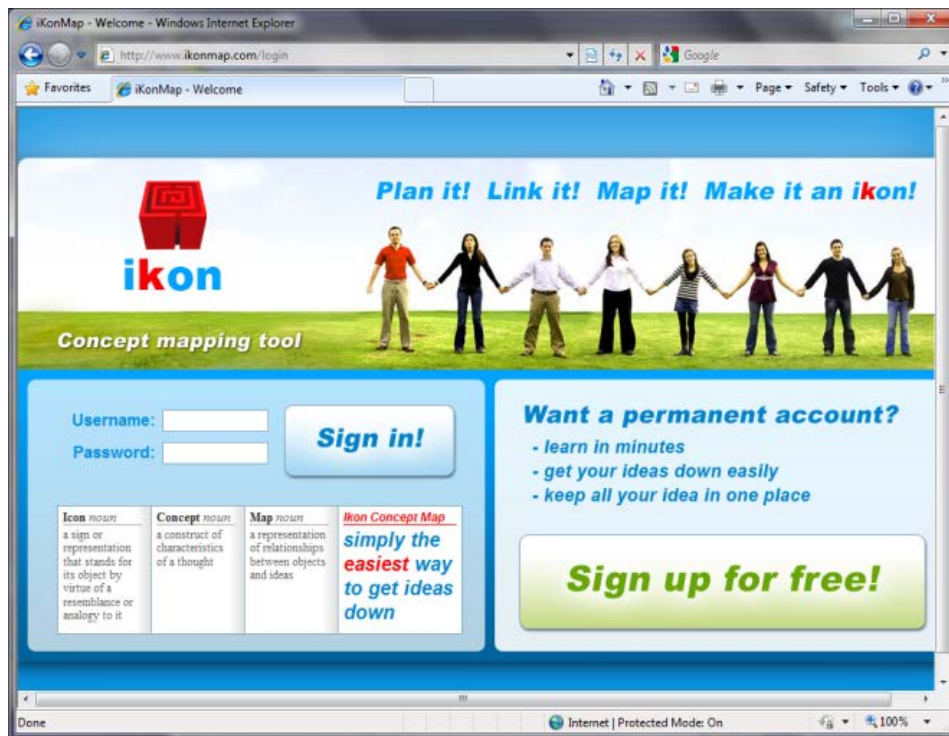 iKonMap - Welcome - Windows Internet Explorer
http://www.ikonmap.com/login
Google
Favorites
iKonMap - Welcome
Page
Safety
Tools
Plan it! Link it! Map it! Make it an ikon!
ikon
Concept mapping tool
Username:
Password:
Sign in!
Icon noun
a sign or
representation
that stands for
its object by
virtue of a
resemblance or
analogy to it
Concept noun
a construct of
characteristics
of a thought
Map noun
a representation
of relationships
between objects
and ideas
Ikon Concept Map
simply the
easiest way
to get ideas
down
Want a permanent account?
- learn in minutes
- get your ideas down easily
- keep all your idea in one place
Sign up for free!
Done
Internet | Protected Mode: On
100%